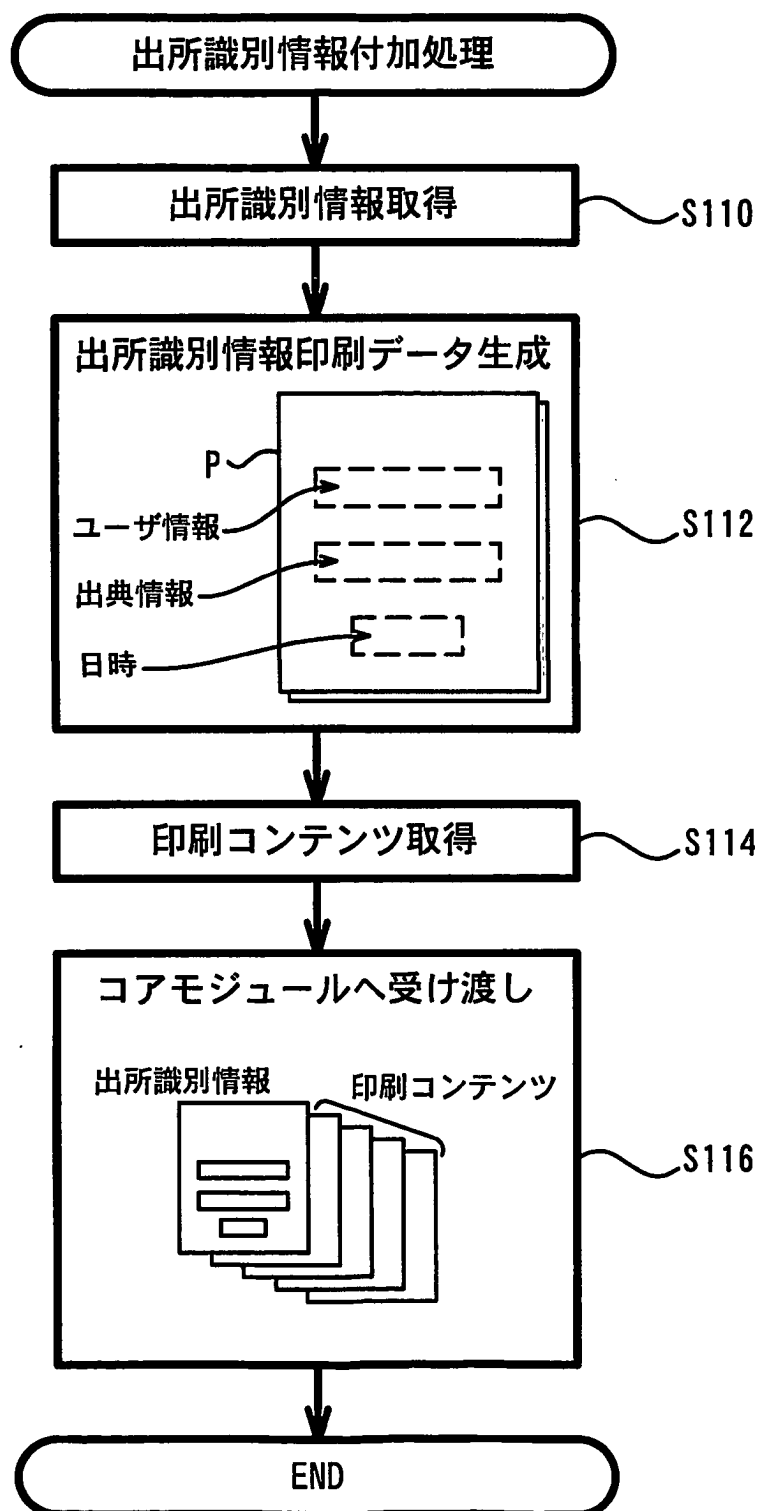 出所識別情報付加処理
出所識別情報取得
S110
出所識別情報印刷データ生成
P
ユーザ情報
出典情報
日時
S112
印刷コンテンツ取得
S114
コアモジュールへ受け渡し
出所識別情報
印刷コンテンツ
S116
END